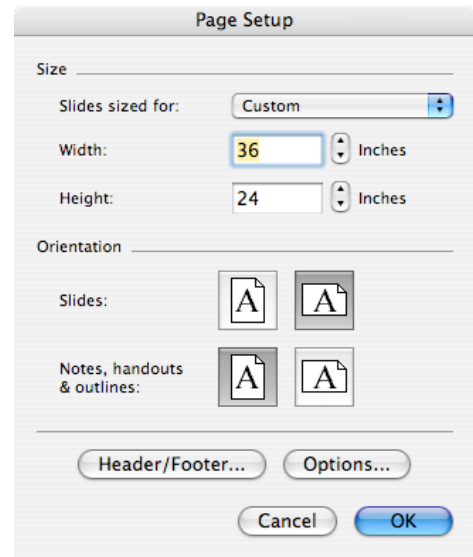 Page Setup
Size
Slides sized for: Custom
Width: 36 Inches
Height: 24 Inches
Orientation
Slides: A A
Notes, handouts
& outlines: A A
Header/Footer... Options...
Cancel OK